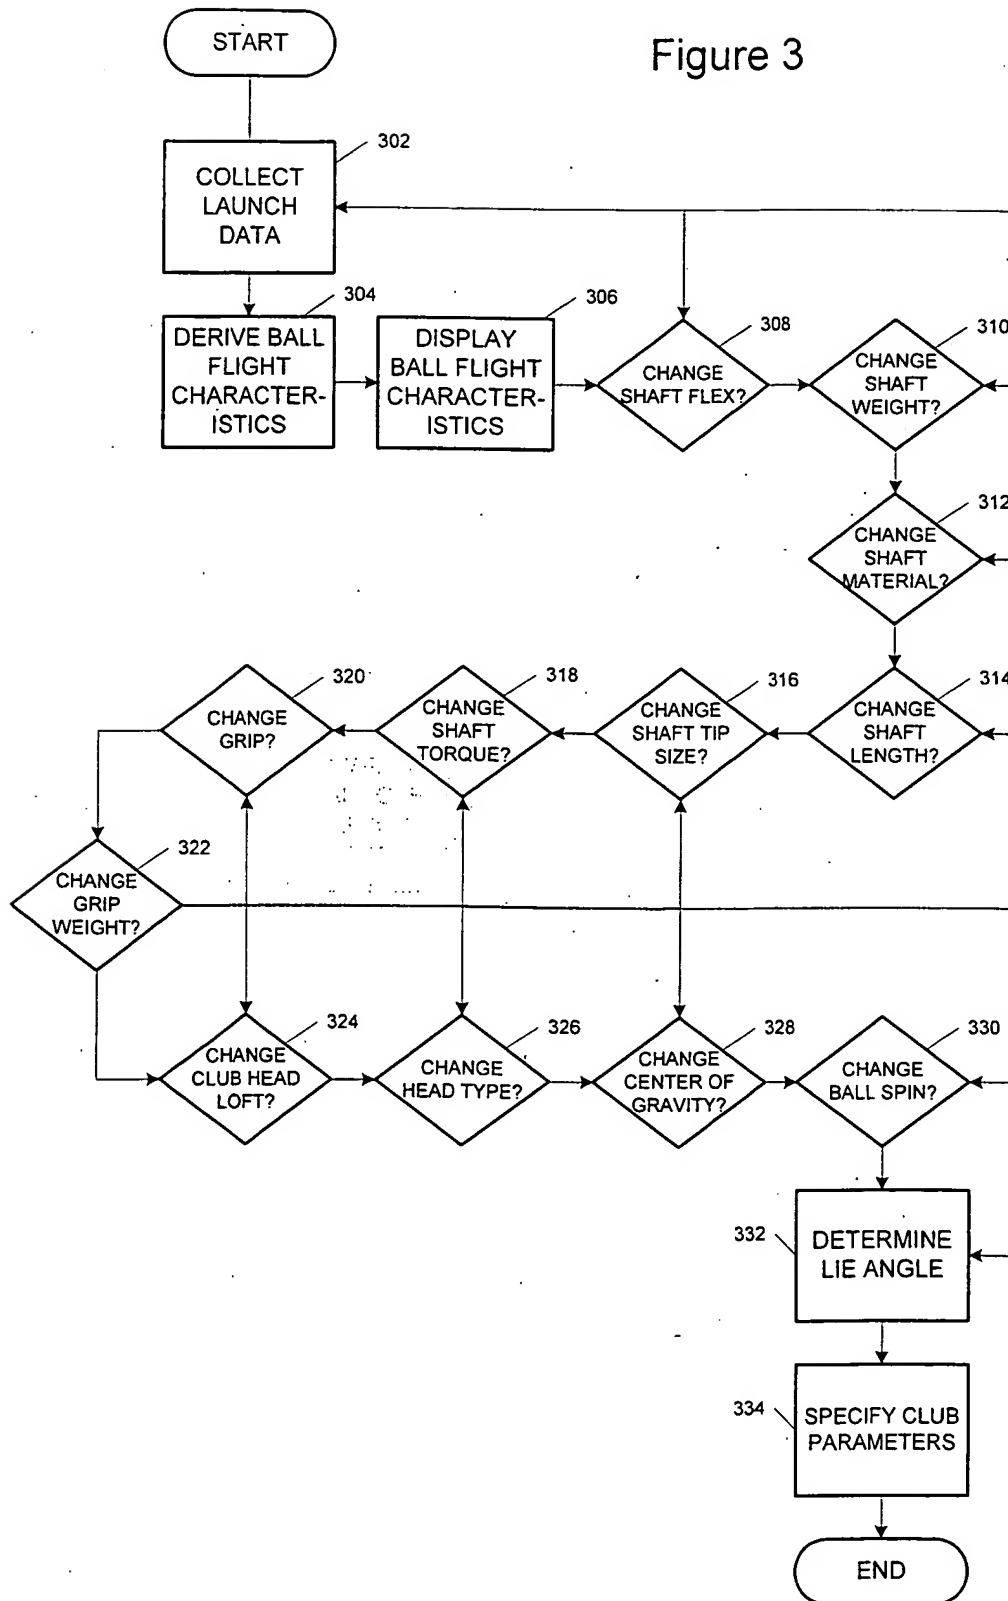 START
Figure 3
302
COLLECT
LAUNCH
DATA
304
DERIVE BALL
FLIGHT
CHARACTER-
ISTICS
306
DISPLAY
BALL FLIGHT
CHARACTER-
ISTICS
308
CHANGE
SHAFT FLEX?
310
CHANGE
SHAFT
WEIGHT?
312
CHANGE
SHAFT
MATERIAL?
314
CHANGE
SHAFT
LENGTH?
316
CHANGE
SHAFT TIP
SIZE?
318
CHANGE
SHAFT
TORQUE?
320
CHANGE
GRIP?
322
CHANGE
GRIP
WEIGHT?
324
CHANGE
CLUB HEAD
LOFT?
326
CHANGE
HEAD TYPE?
328
CHANGE
CENTER OF
GRAVITY?
330
CHANGE
BALL SPIN?
332
DETERMINE
LIE ANGLE
334
SPECIFY CLUB
PARAMETERS
END